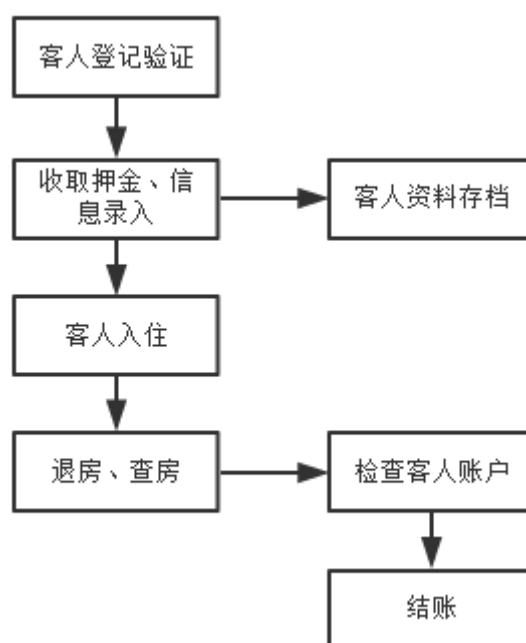 客人登记验证
收取押金、信
息录入
客人资料存档
客人入住
退房、查房
检查客人账户
结账